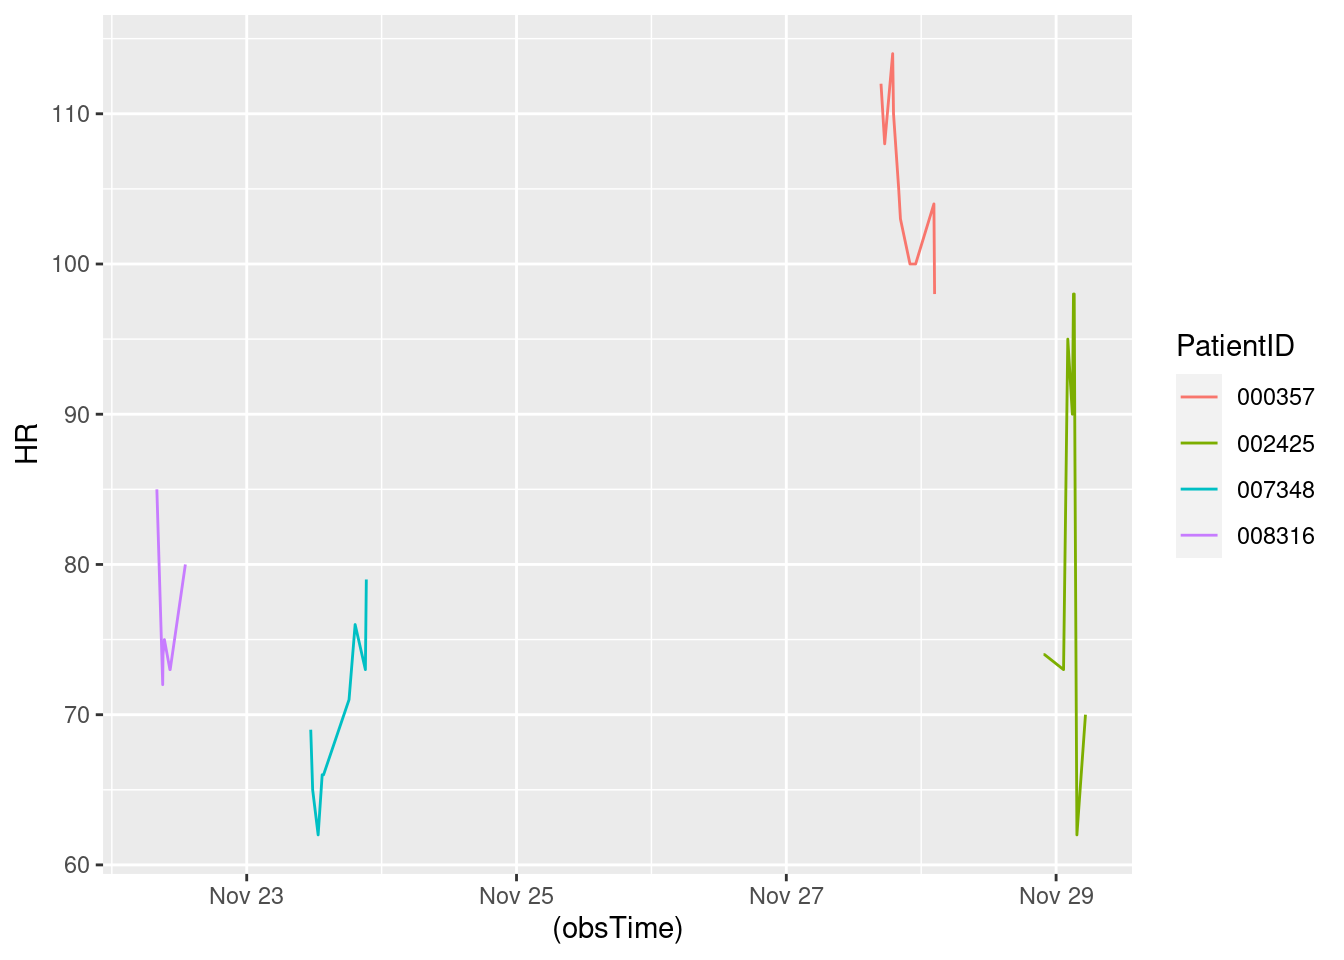 110
100
90
80
70
60
HR
Nov 23
Nov 25
Nov 27
Nov 29
(obsTime)
PatientID
000357
002425
007348
008316